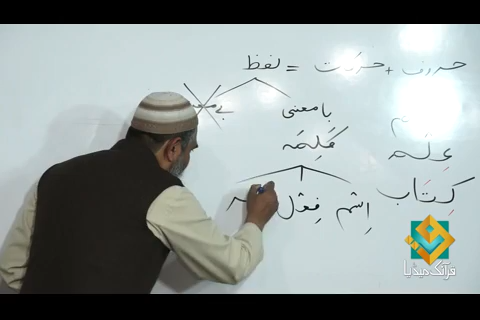 حروف + حرکت = لفظ
بامعنی
کَلِمَہ
عِلْم
اِسْم فِعْل
کِتَاب
قرآنک میڈیا